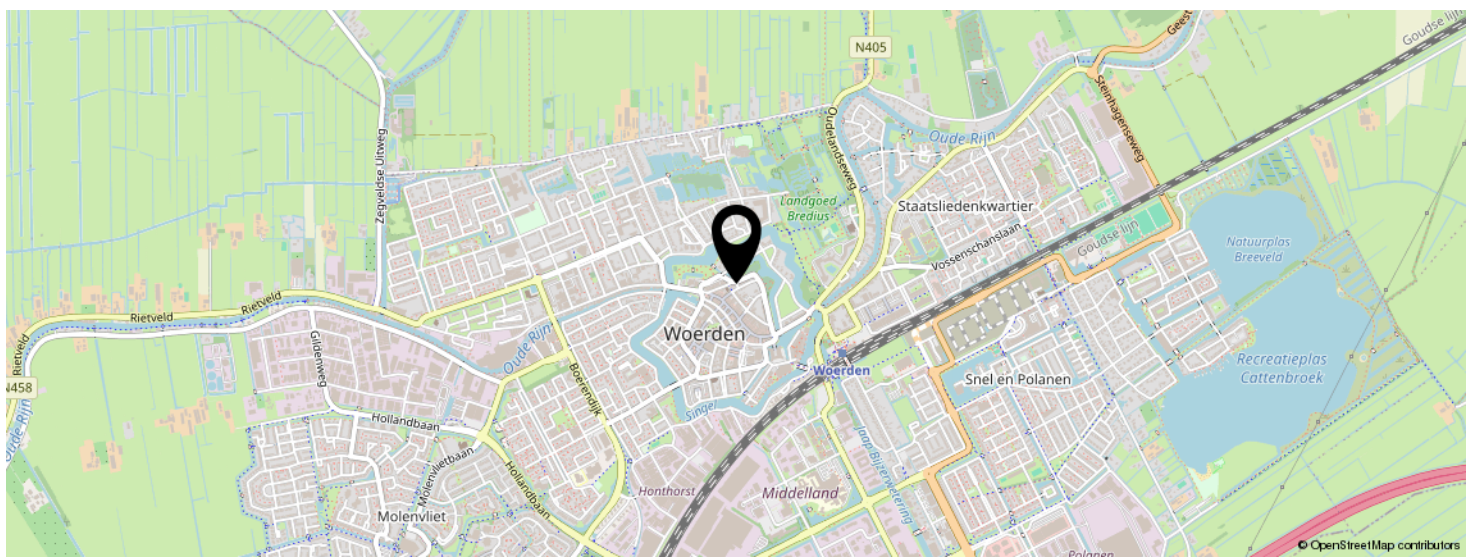 Goudse lijn
N405
Geest
Steinhagenseweg
Oudelandseweg
Oude Rijn
Zegveldse Uitweg
Landgoed
Bredius
Staatsliedenkwartier
Vossenschanslaan
Goudse lijn
Natuurplas
Breeveld
Rietveld
Rietveld
Rietveld
Oude Rijn
Gildenweg
Woerden
Boerendijk
Woerden
Snel en Polanen
Recreatieplas
Cattenbroek
N458
Oude Rijn
Singel
Hollandbaan
Molenvlietbaan
Hollandbaan
Jaap Bijzerwetering
Honthorst
Middelland
Molenvliet
Polanen
© OpenStreetMap contributors